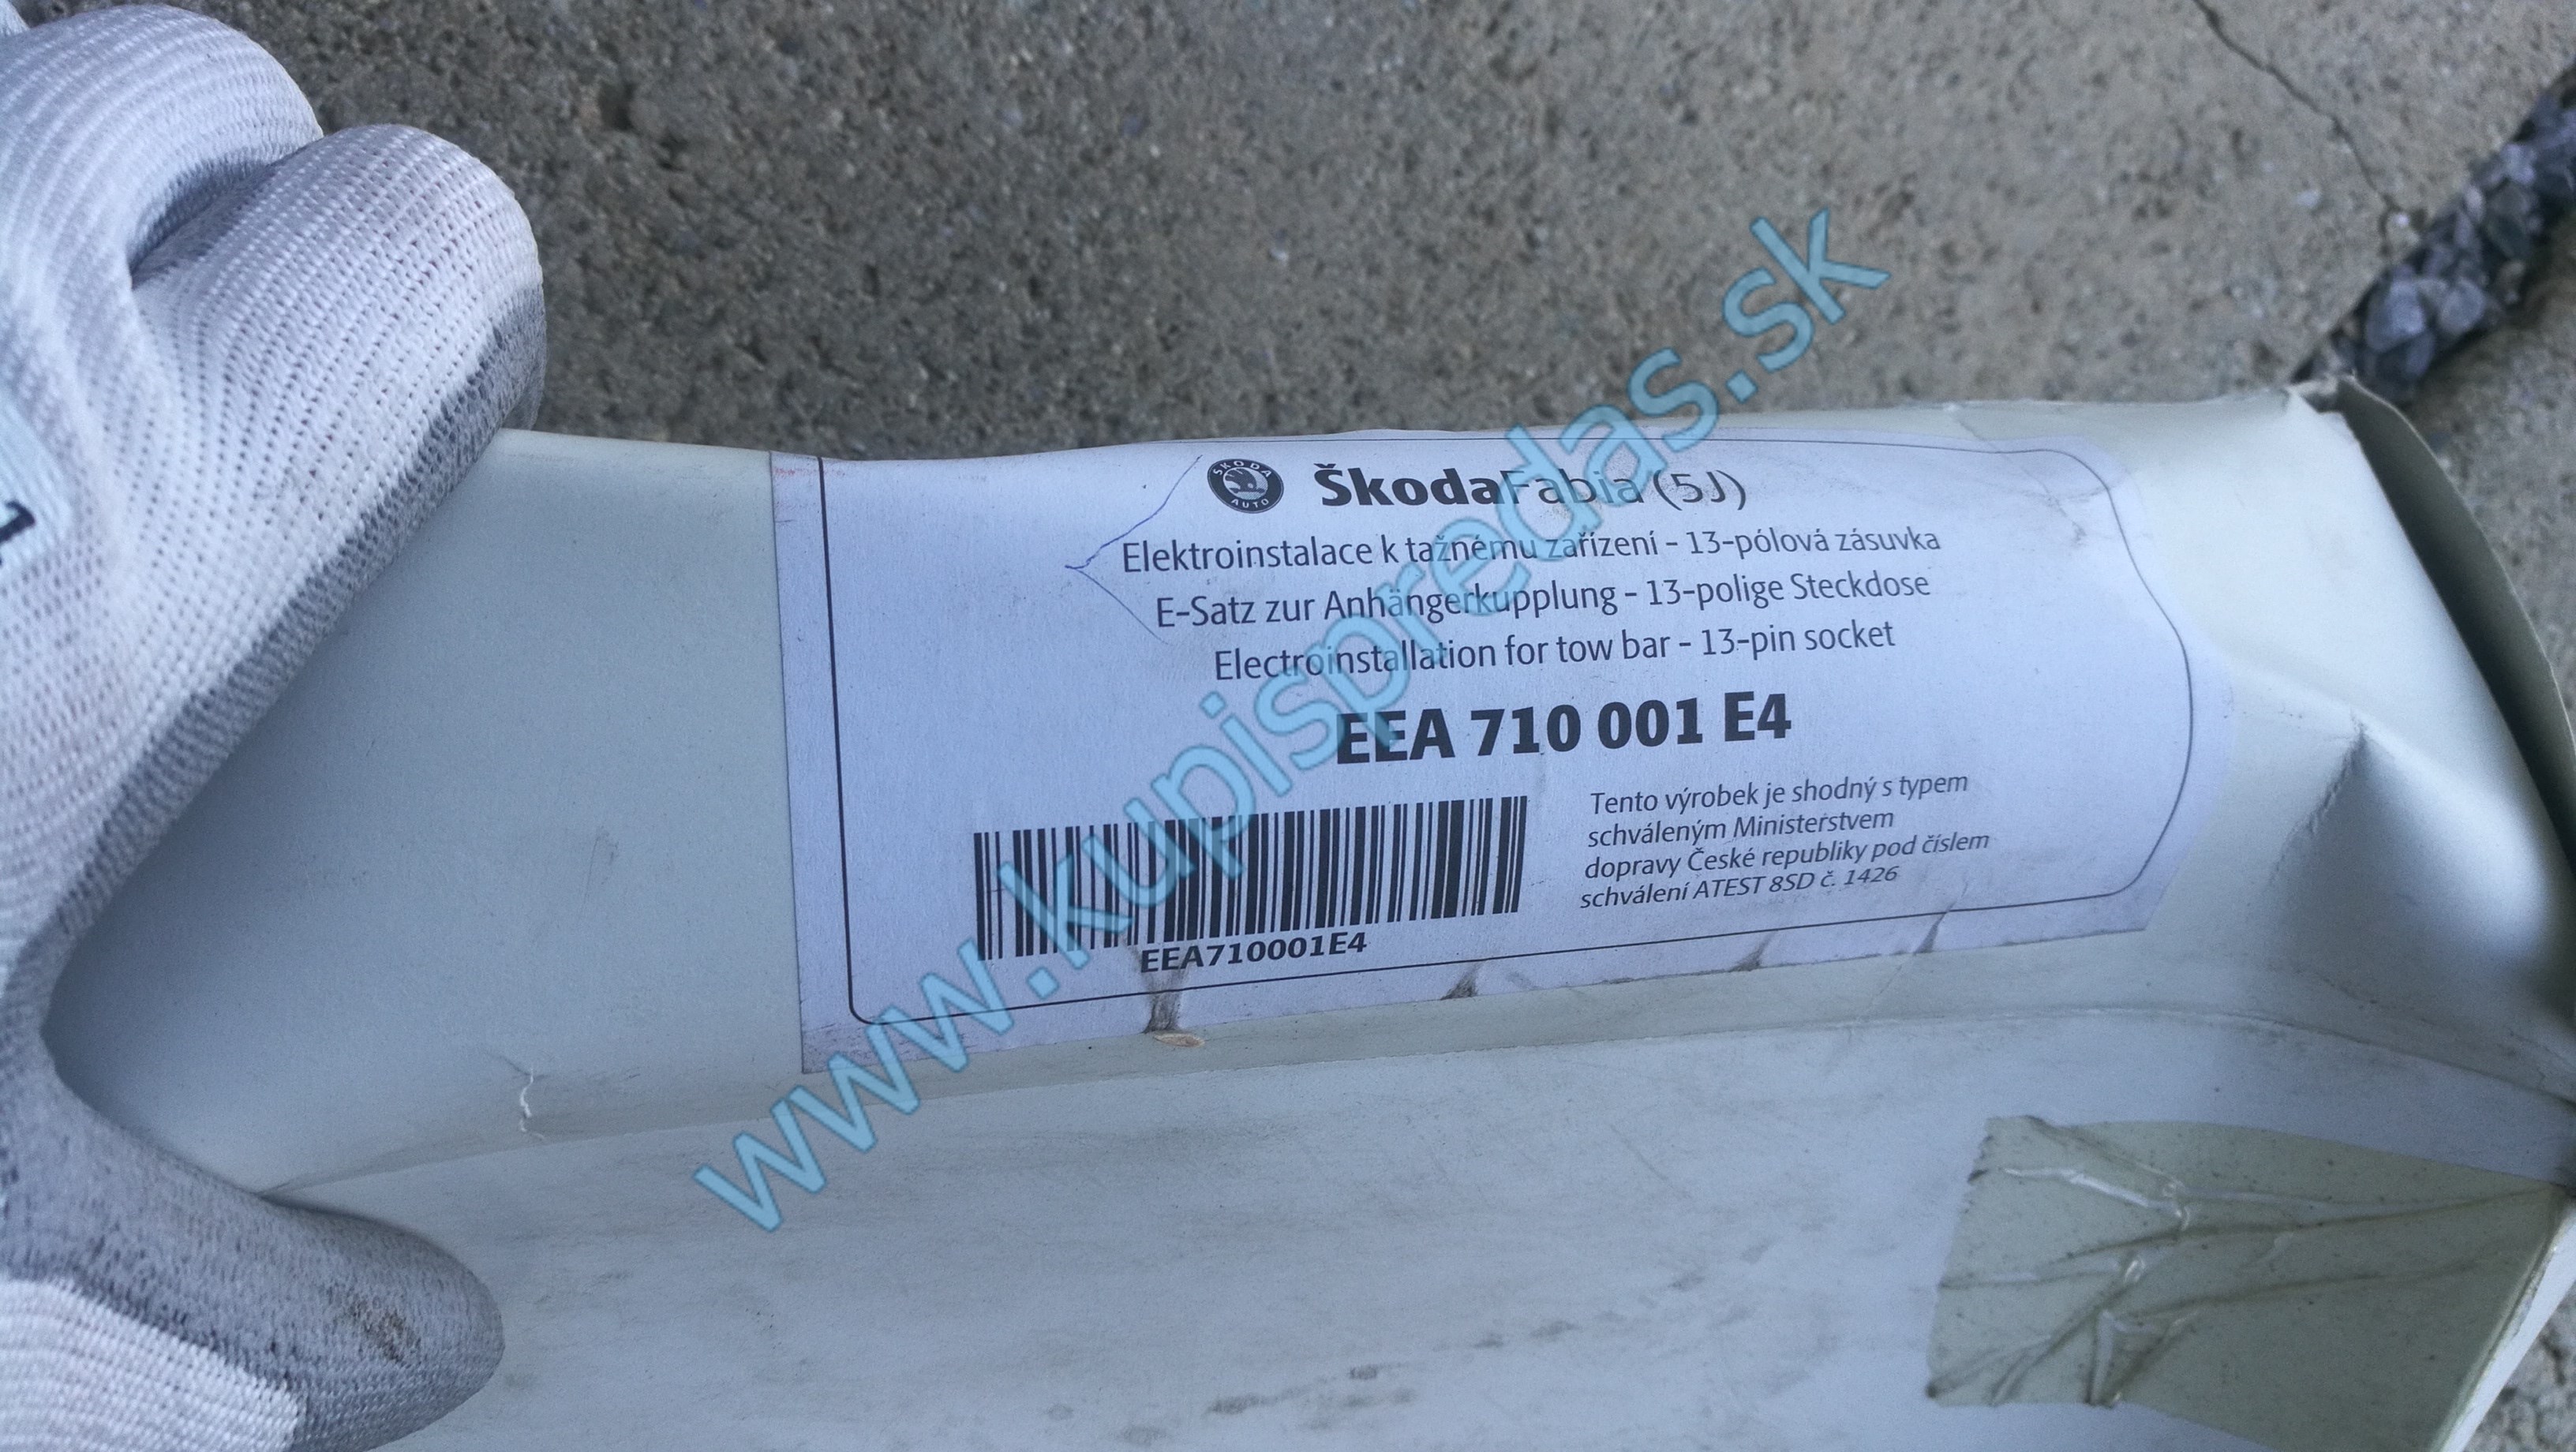 ŠKODA
AUTO
ŠkodaFabia (5J)
Elektroinstalace k tažnému zařízení - 13-pólová zásuvka
E-Satz zur Anhängerkupplung - 13-polige Steckdose
Electroinstallation for tow bar - 13-pin socket
EEA 710 001 E4
EEA710001E4
Tento výrobek je shodný s typem
schváleným Ministerstvem
dopravy České republiky pod číslem
schválení ATEST 8SD č. 1426
www.kupispredas.sk